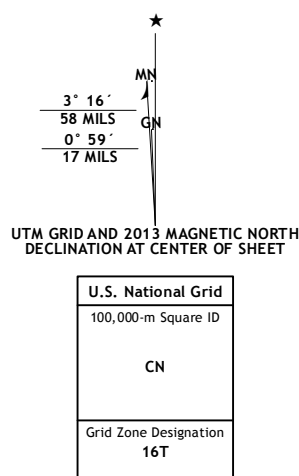 ★
MN
3° 16´
58 MILS
GN
0° 59´
17 MILS
UTM GRID AND 2013 MAGNETIC NORTH
DECLINATION AT CENTER OF SHEET
U.S. National Grid
100,000-m Square ID
CN
Grid Zone Designation
16T